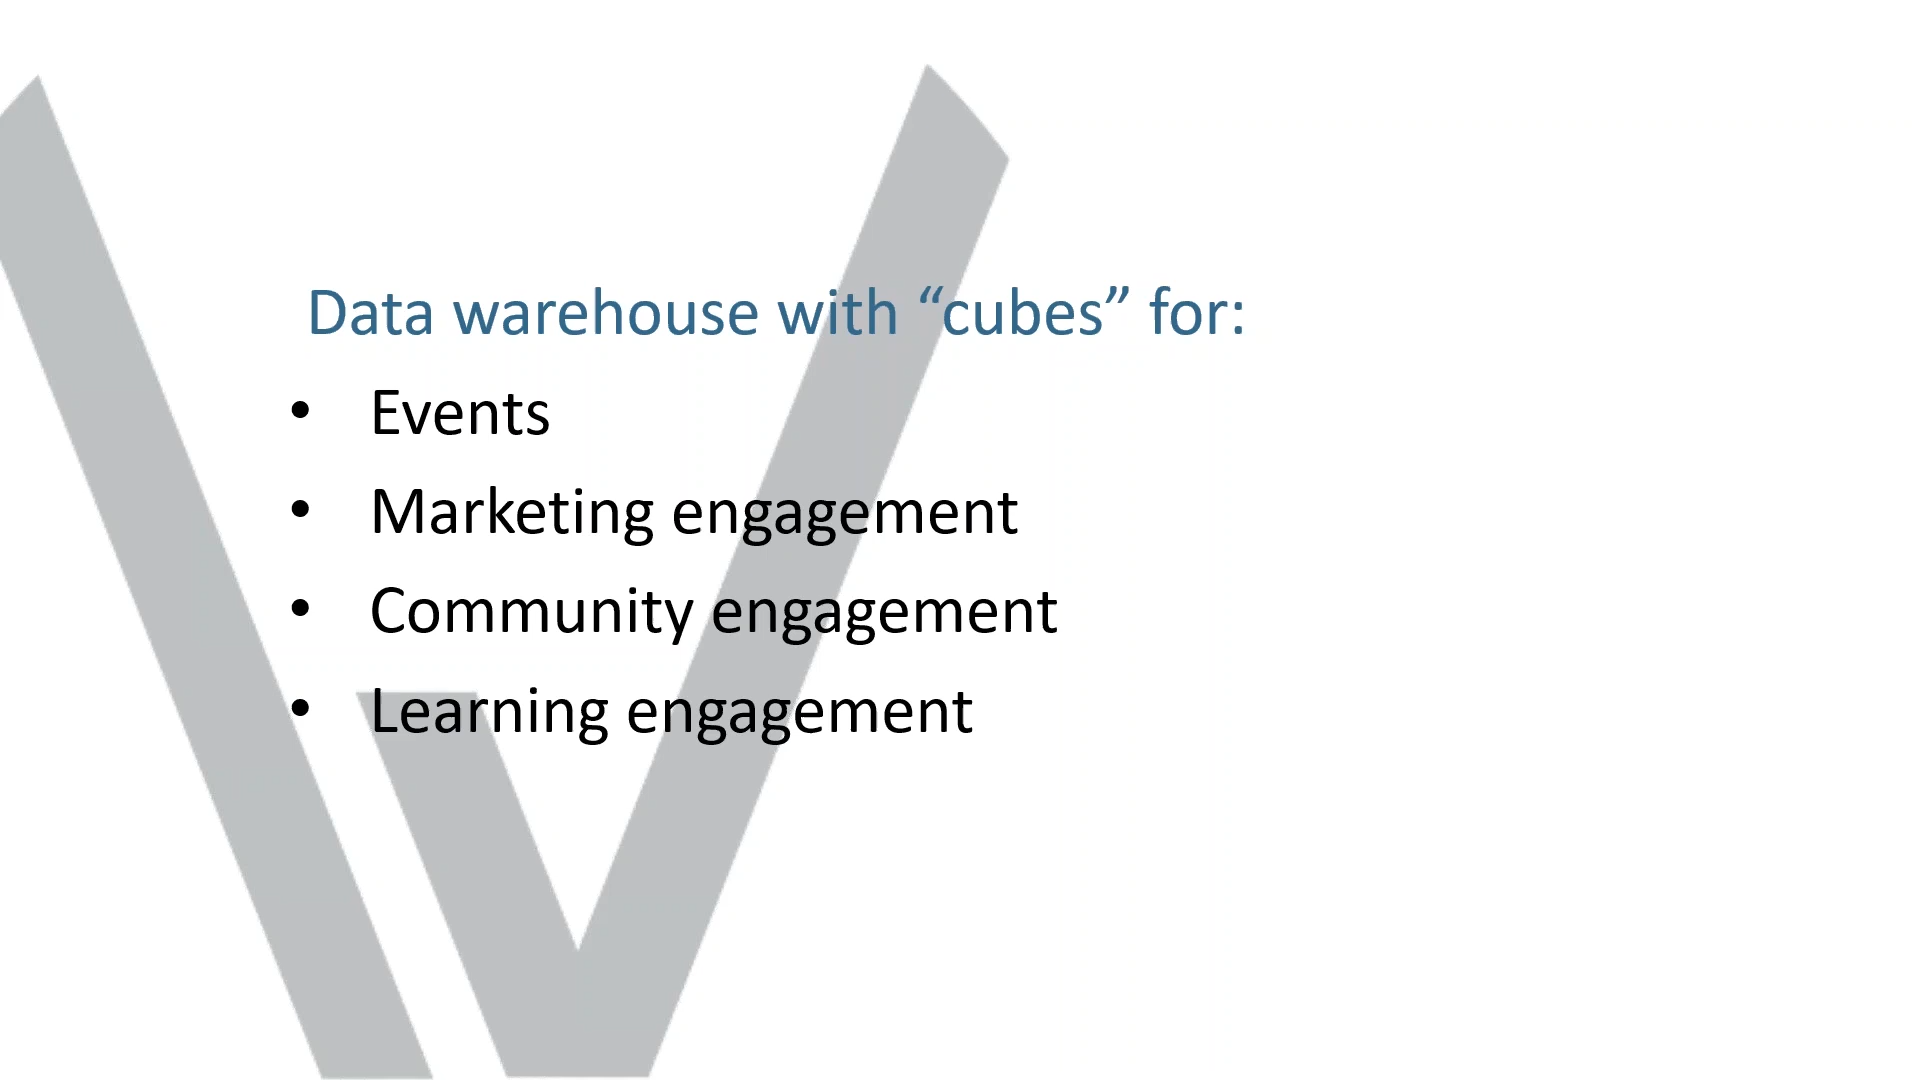 Data warehouse with “cubes” for:
• Events
• Marketing engagement
• Community engagement
• Learning engagement